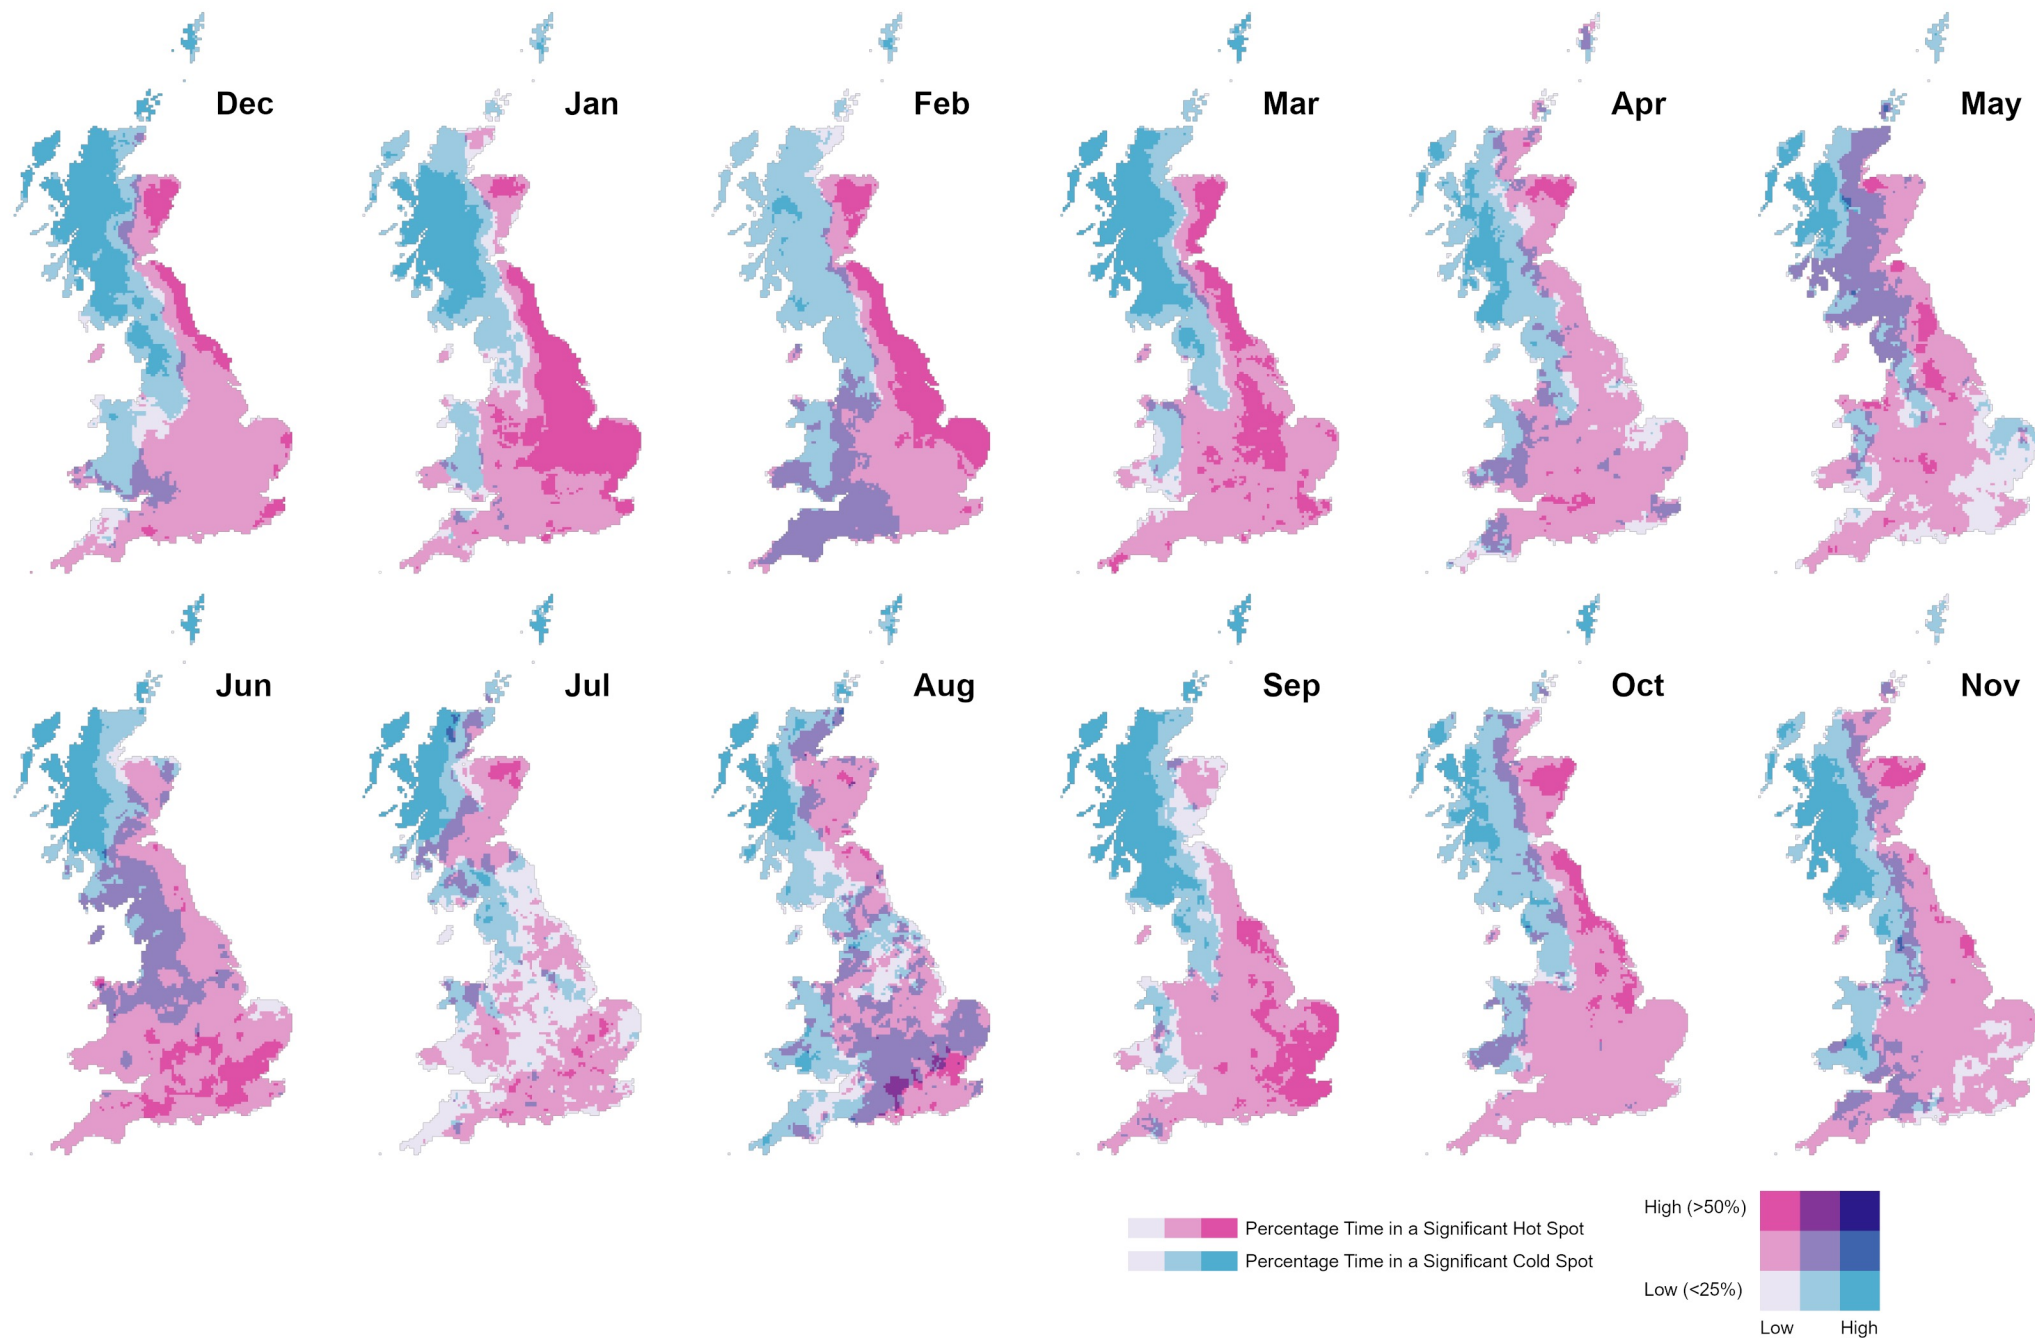 Dec
Jan
Feb
Mar
Apr
May
Jun
Jul
Aug
Sep
Oct
Nov
Percentage Time in a Significant Hot Spot
Percentage Time in a Significant Cold Spot
High (>50%)
Low (<25%)
Low
High